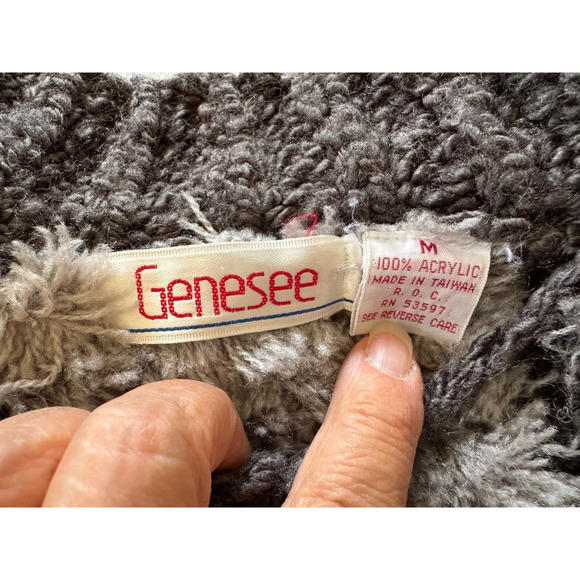 Genesee
M
100% ACRYLIC
MADE IN TAIWAN
R. O. C.
RN 53597
SEE REVERSE CARE